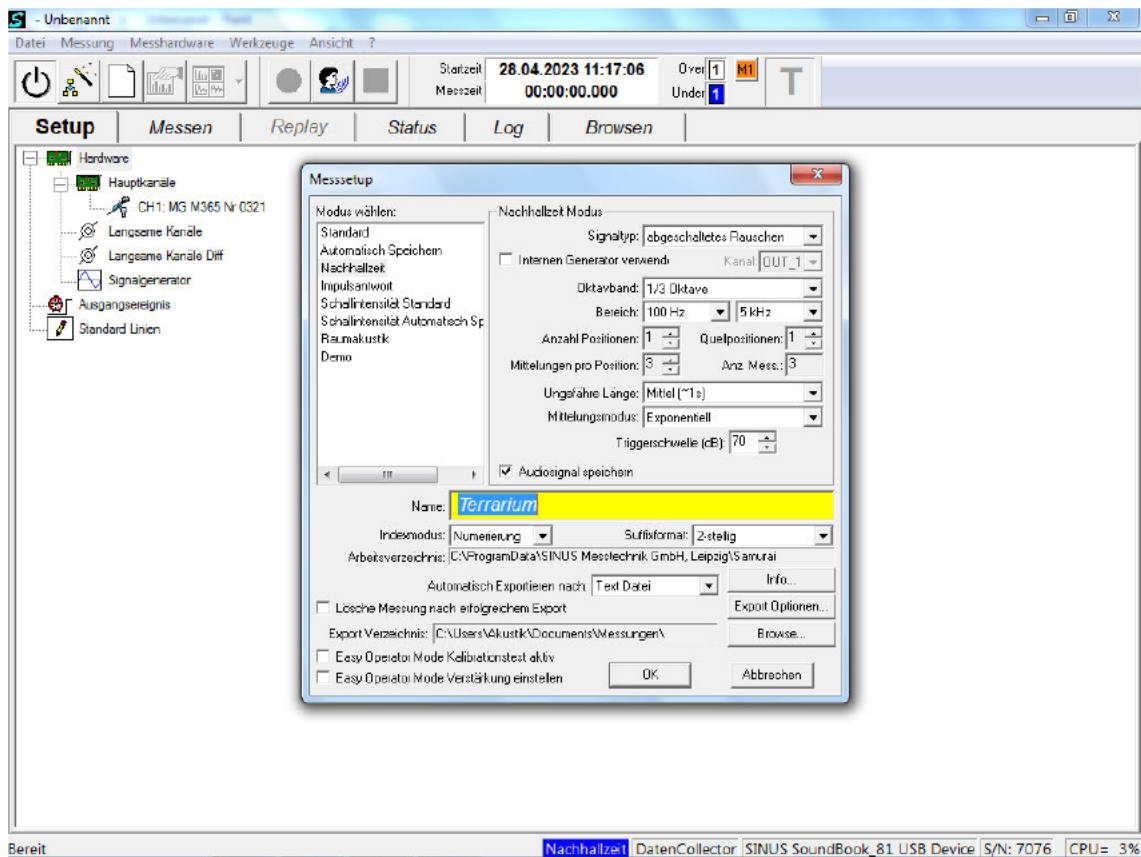 - Unbenannt
Datei Messung Messhardware Werkzeuge Ansicht ?
Startzeit 28.04.2023 11:17:06 Over 1 M1
Messzeit 00:00:00.000 Under 1
T
Setup Messen Replay Status Log Browsen
Hardware
Hauptkanäle
CH1: MG M365 Nr 0321
Langsame Kanäle
Langsame Kanäle Diff
Signalgenerator
Ausgangsereignis
Standard Linien
Messsetup
Modus wählen:
Standard
Automatisch Speichern
Nachhallzeit
Impulsantwort
Schallintensität Standard
Schallintensität Automatisch Sp
Raumakustik
Demo
Nachhallzeit Modus
Signaltyp: abgeschaltetes Rauschen
Internen Generator verwende Kanal: OUT_1
Oktavband: 1/3 Oktave
Bereich: 100 Hz 5 kHz
Anzahl Positionen: 1 Quellpositionen: 1
Mittelungen pro Position: 3 Anz. Mess.: 3
Ungefähre Länge: Mittel (~1s)
Mittelungsmodus: Exponentiell
Triggerschwelle (dB): 70
Audiosignal speichern
Name: Terrarium
Indexmodus: Numerierung Suffixformat: 2-stellig
Arbeitsverzeichnis: C:\ProgramData\SINUS Messtechnik GmbH, Leipzig\Samurai
Automatisch Exportieren nach: Text Datei Info...
Lösche Messung nach erfolgreichem Export Export Optionen...
Export Verzeichnis: C:\Users\Akustik\Documents\Messungen\ Browse...
Easy Operator Mode Kalibrationstest aktiv
Easy Operator Mode Verstärkung einstellen OK Abbrechen
Bereit Nachhallzeit DatenCollector SINUS SoundBook_81 USB Device S/N: 7076 CPU= 3%